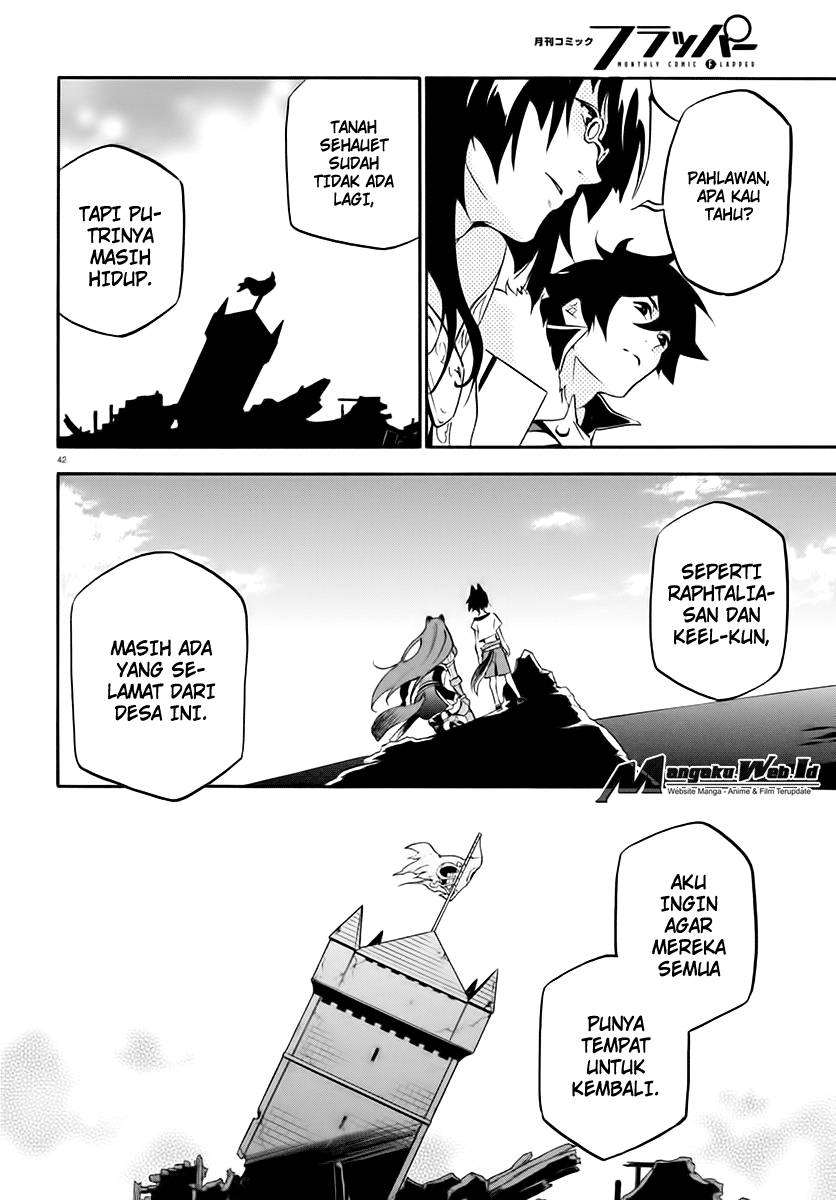 月刊コミック
フラッパー
MONTHLY COMIC FLAPPER
PAHLAWAN,
APA KAU
TAHU?
TANAH
SEHAUET
SUDAH
TIDAK ADA
LAGI,
TAPI PU-
TRINYA
MASIH
HIDUP.
42
SEPERTI
RAPHTALIA-
SAN DAN
KEEL-KUN,
MASIH ADA
YANG SE-
LAMAT DARI
DESA INI.
Mangaku.Web.Id
Website Manga - Anime & Film Terupdate
AKU
INGIN
AGAR
MEREKA
SEMUA
PUNYA
TEMPAT
UNTUK
KEMBALI.